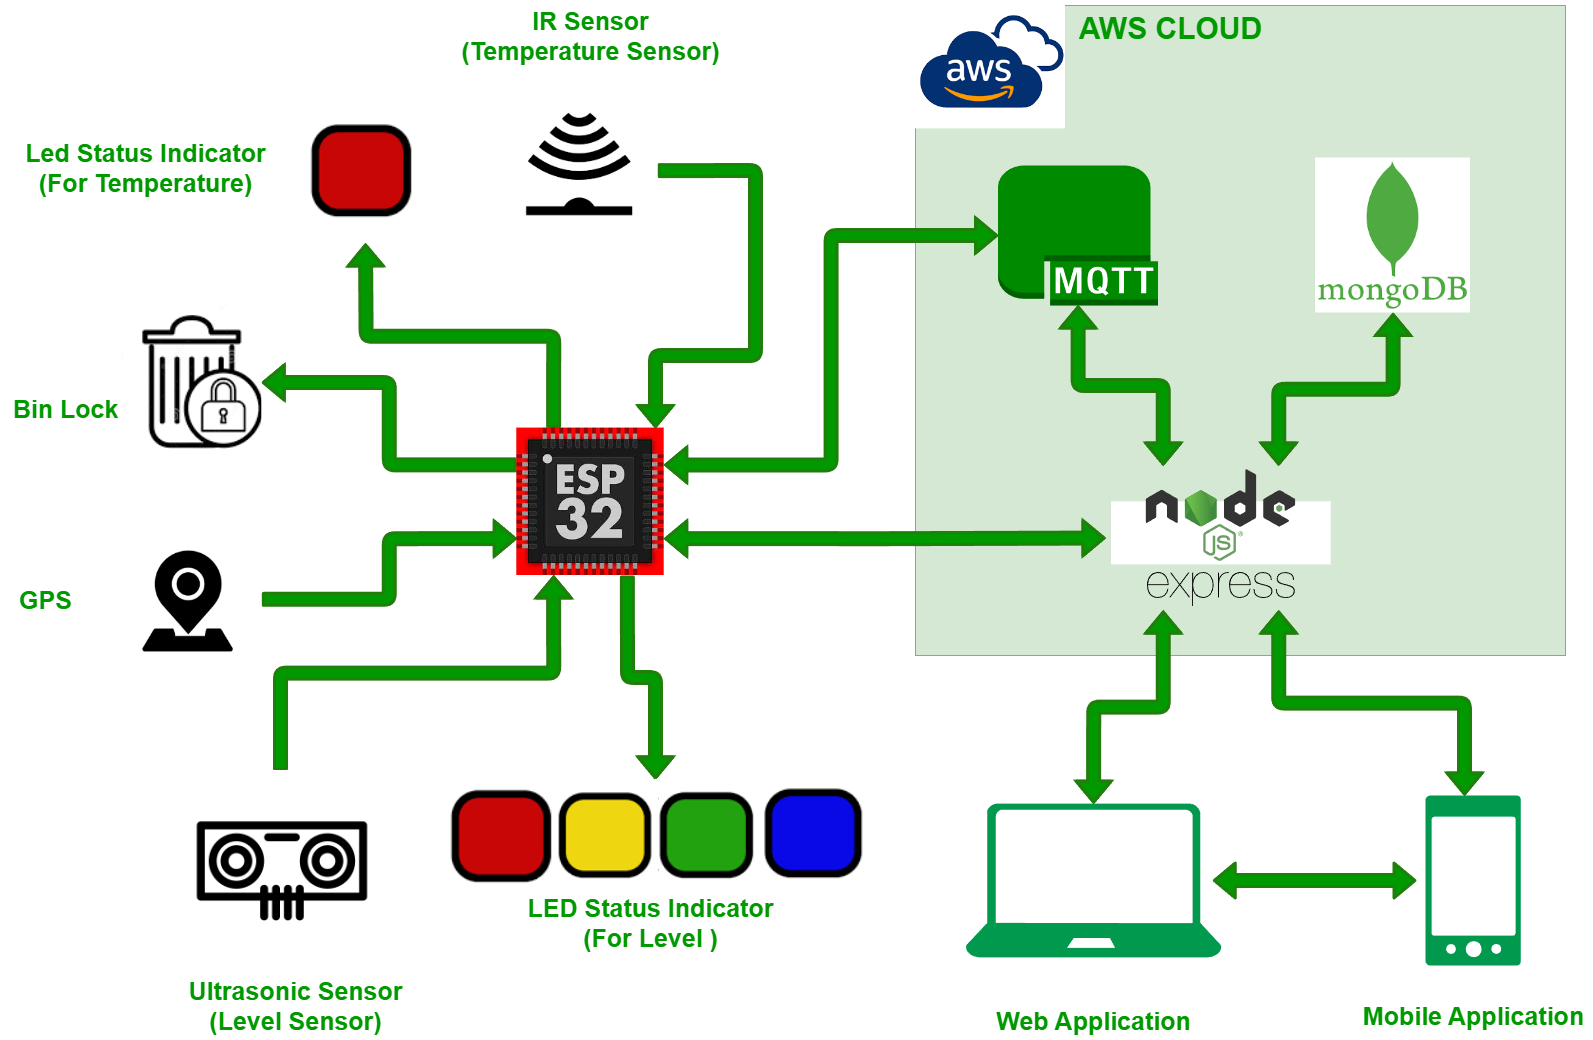 IR Sensor
(Temperature Sensor)
AWS CLOUD
aws
Led Status Indicator
(For Temperature)
MQTT
mongoDB
Bin Lock
ESP
32
node
JS
express
GPS
LED Status Indicator
(For Level )
Ultrasonic Sensor
(Level Sensor)
Web Application
Mobile Application